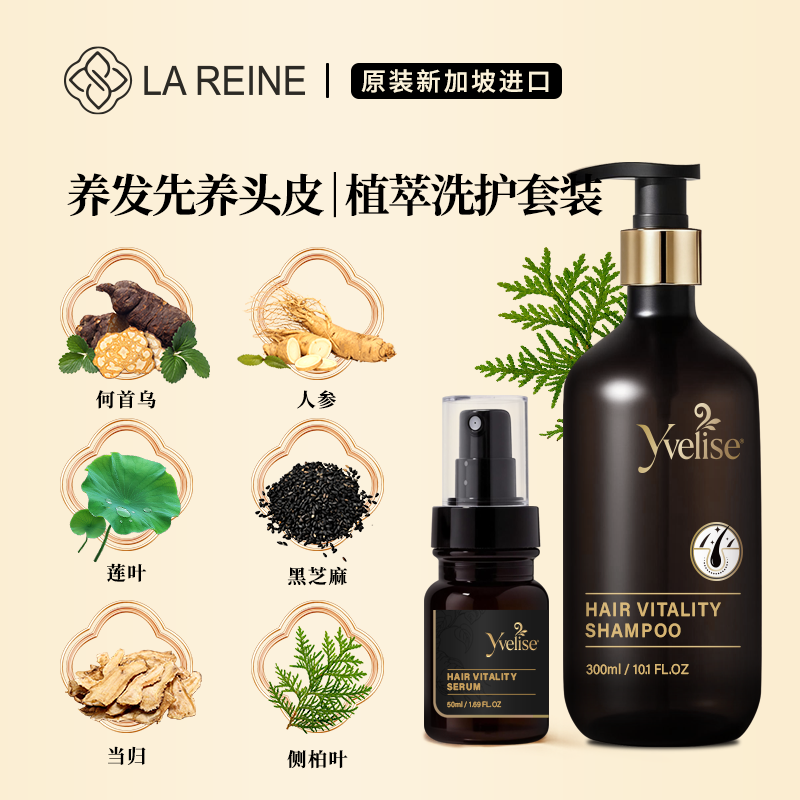 LA REINE | 原装新加坡进口
养发先养头皮|植萃洗护套装
何首乌
人参
莲叶
黑芝麻
当归
侧柏叶
Yvelise®
HAIR VITALITY
SERUM
50ml / 1.69 FL.OZ
Yvelise®
HAIR VITALITY
SHAMPOO
300ml / 10.1 FL.OZ